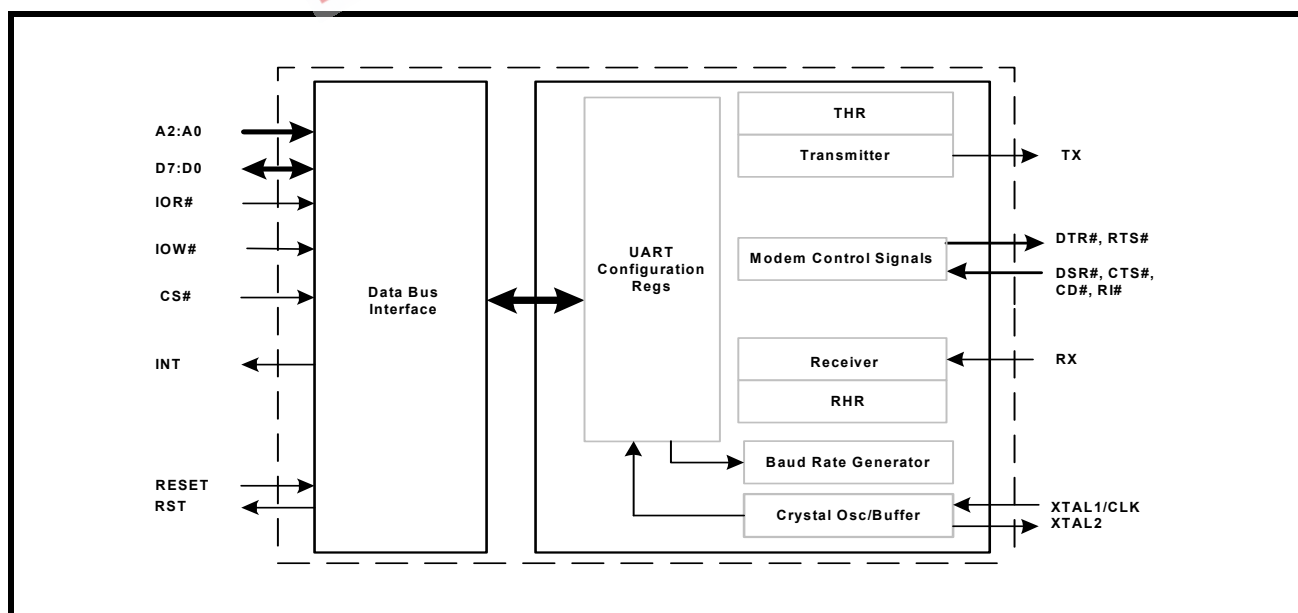 A2:A0
D7:D0
IOR#
IOW#
CS#
INT
RESET
RST
Data Bus
Interface
UART
Configuration
Regs
THR
Transmitter
Modem Control Signals
Receiver
RHR
Baud Rate Generator
Crystal Osc/Buffer
TX
DTR#, RTS#
DSR#, CTS#,
CD#, RI#
RX
XTAL1/CLK
XTAL2